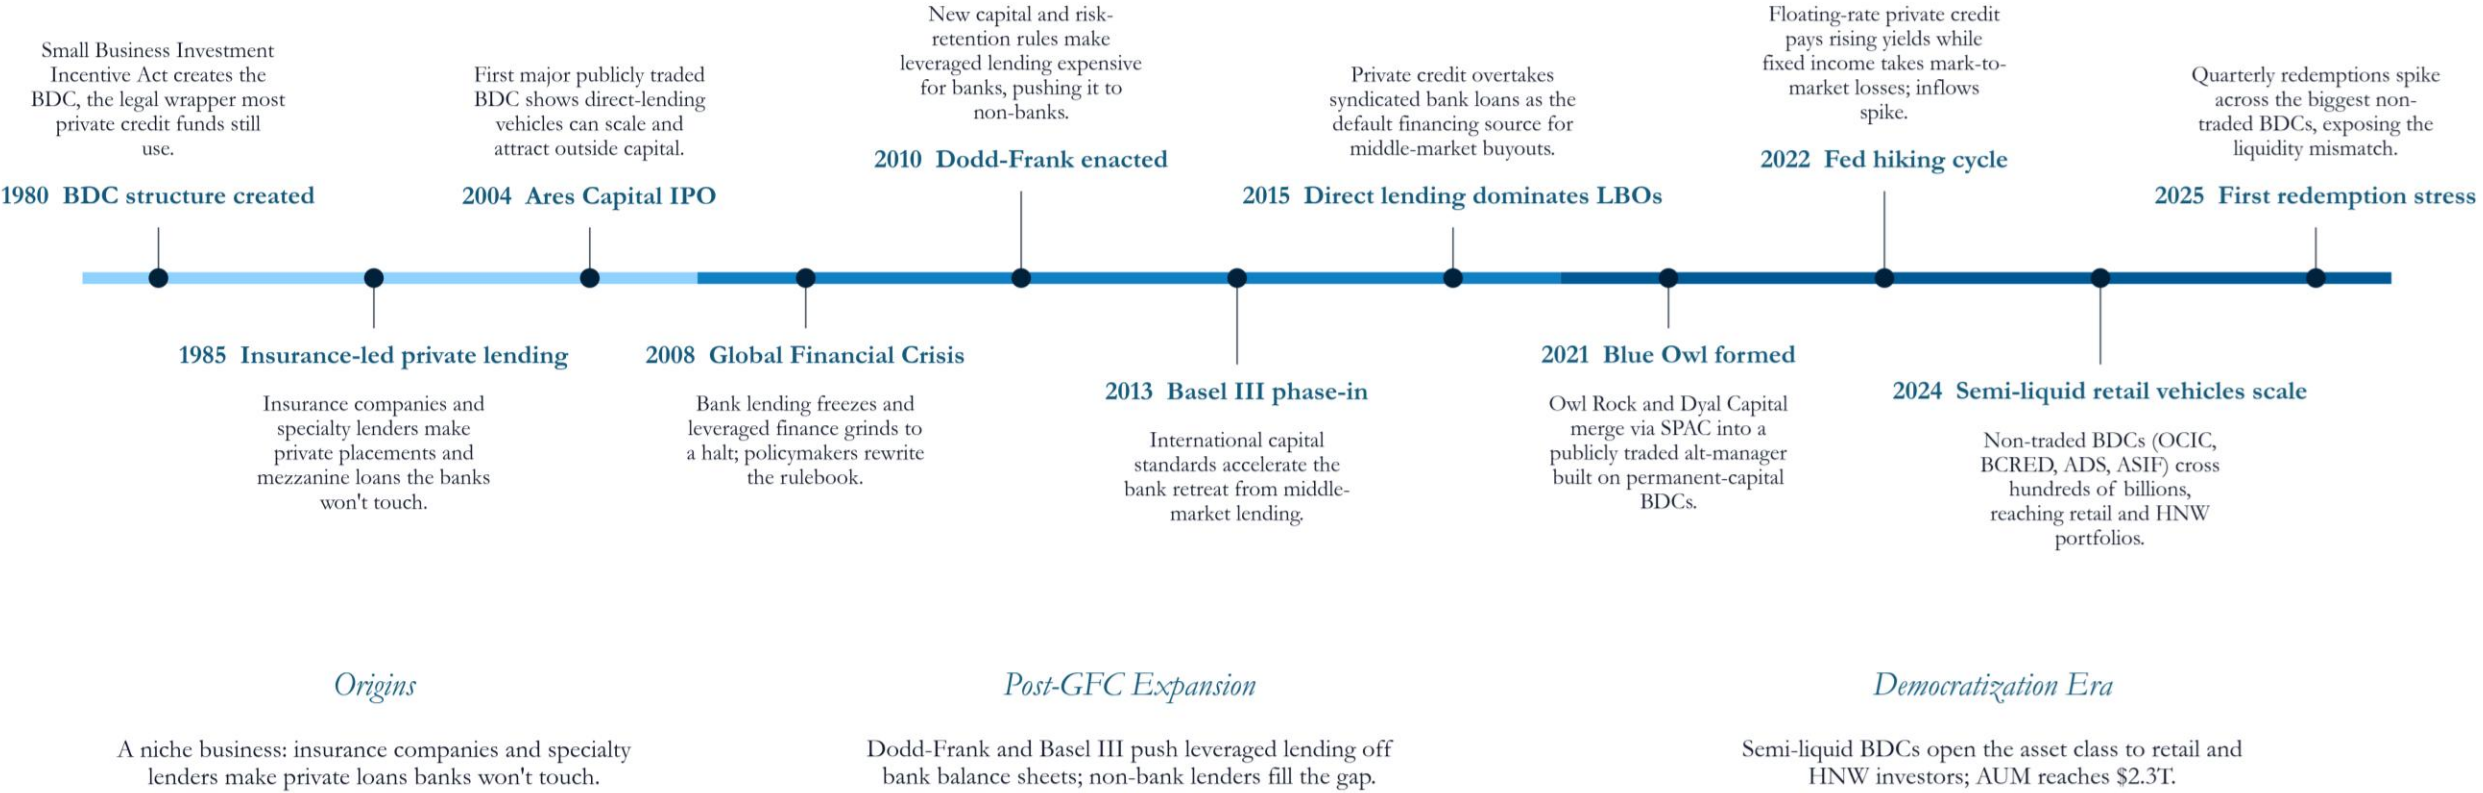 Small Business Investment
Incentive Act creates the
BDC, the legal wrapper most
private credit funds still
use.
1980 BDC structure created
Insurance companies and
specialty lenders make
private placements and
mezzanine loans the banks
won't touch.
1985 Insurance-led private lending
First major publicly traded
BDC shows direct-lending
vehicles can scale and
attract outside capital.
2004 Ares Capital IPO
2008 Global Financial Crisis
Bank lending freezes and
leveraged finance grinds to
a halt; policymakers rewrite
the rulebook.
New capital and risk-
retention rules make
leveraged lending expensive
for banks, pushing it to
non-banks.
2010 Dodd-Frank enacted
2013 Basel III phase-in
International capital
standards accelerate the
bank retreat from middle-
market lending.
Private credit overtakes
syndicated bank loans as the
default financing source for
middle-market buyouts.
2015 Direct lending dominates LBOs
2021 Blue Owl formed
Owl Rock and Dyal Capital
merge via SPAC into a
publicly traded alt-manager
built on permanent-capital
BDCs.
Floating-rate private credit
pays rising yields while
fixed income takes mark-to-
market losses; inflows
spike.
2022 Fed hiking cycle
2024 Semi-liquid retail vehicles scale
Non-traded BDCs (OCIC,
BCRED, ADS, ASIF) cross
hundreds of billions,
reaching retail and HNW
portfolios.
Quarterly redemptions spike
across the biggest non-
traded BDCs, exposing the
liquidity mismatch.
2025 First redemption stress
Origins
A niche business: insurance companies and specialty
lenders make private loans banks won't touch.
Post-GFC Expansion
Dodd-Frank and Basel III push leveraged lending off
bank balance sheets; non-bank lenders fill the gap.
Democratization Era
Semi-liquid BDCs open the asset class to retail and
HNW investors; AUM reaches $2.3T.